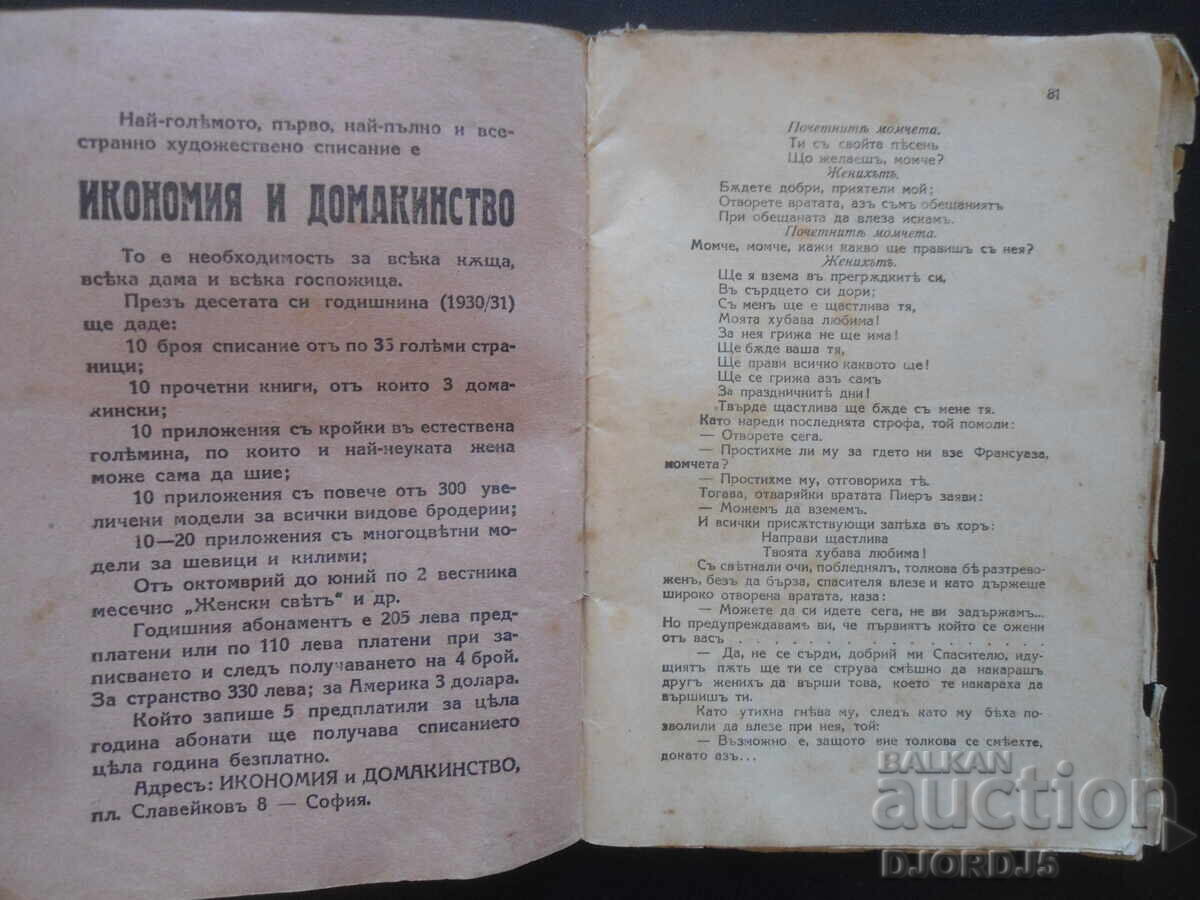 Най-голѣмото, първо, най-пълно и все-
странно художествено списание е
ИКОНОМИЯ И ДОМАКИНСТВО
То е необходимость за всѣка кѫща,
всѣка дама и всѣка госпожица.
Презъ десетата си годишнина (1930/31)
ще даде:
10 броя списание отъ по 35 голѣми стра-
ници;
10 прочетни книги, отъ които 3 дома-
кински;
10 приложения съ кройки въ естествена
голѣмина, по които и най-неуката жена
може сама да шие;
10 приложения съ повече отъ 300 уве-
личени модели за всички видове бродерии;
10—20 приложения съ многоцвѣтни мо-
дели за шевици и килими;
Отъ октомврий до юний по 2 вестника
месечно „Женски свѣтъ“ и др.
Годишния абонаментъ е 205 лева пред-
платени или по 110 лева платени при за-
писването и следъ получаването на 4 брой.
За странство 330 лева; за Америка 3 долара.
Който запише 5 предплатили за цѣла
година абонати ще получава списанието
цѣла година безплатно.
Адресъ: ИКОНОМИЯ и ДОМАКИНСТВО,
пл. Славейковъ 8 — София.
81
Почетнитѣ момчета.
Ти съ свойта пѣсень
Що желаешъ, момче?
Женихътъ.
Бѫдете добри, приятели мой;
Отворете вратата, азъ съмъ обещаниятъ
При обещаната да влеза искамъ.
Почетнитѣ момчета.
Момче, момче, кажи какво ще правишъ съ нея?
Женихътъ.
Ще я взема въ прегрѫдкитѣ си,
Въ сърдцето си дори;
Съ менъ ще е щастлива тя,
Моята хубава любима!
За нея грижа не ще има!
Ще бѫде ваша тя,
Ще прави всичко каквото ще!
Ще се грижа азъ самъ
За праздничнитѣ дни!
Твърде щастлива ще бѫде съ мене тя.
Като нареди последнята строфа, той помоли:
— Отворете сега.
— Простихме ли му за гдето ни взе Франсуаза,
момчета?
— Простихме му, отговориха тѣ.
Тогава, отваряйки вратата Пиеръ заяви:
— Можемъ да вземемъ.
И всички присѫтствующи запѣха въ хоръ:
Направи щастлива
Твоята хубава любима!
Съ свѣтнали очи, побледнялъ, толкова бѣ разтрево-
женъ, безъ да бърза, спасителя влезе и като държеше
широко отворена вратата, каза:
— Можете да си идете сега, не ви задържамъ...
Но предупреждавамъ ви, че първиятъ който се ожени
отъ васъ . . . . . . . . . . . . . . .
— Да, не се сърди, добрий ми Спасителю, иду-
щиятъ пѫть ще ти се струва смѣшно да накарашъ
другъ женихъ да върши това, което те накараха да
вършишъ ти.
Като утихна гнѣва му, следъ като му бѣха по-
зволили да влезе при нея, той:
— Възможно е, защото вие толкова се смѣехте,
докато азъ...
BALKAN
auction
DJORDJ5